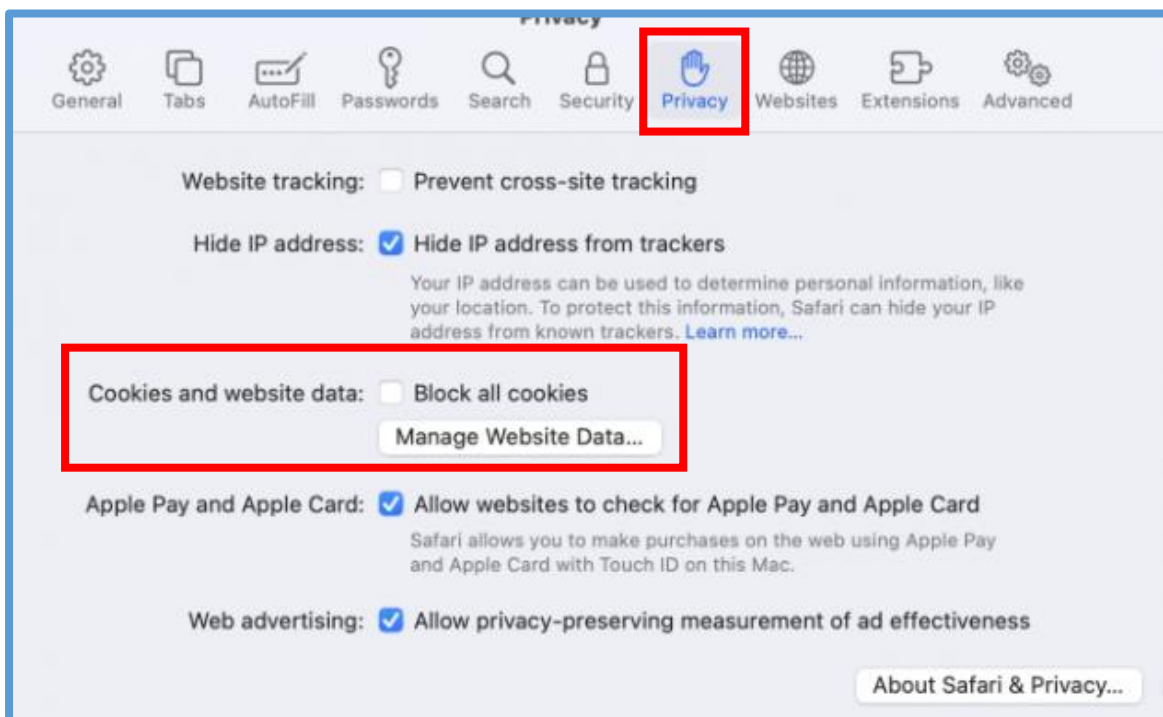 Privacy
General Tabs AutoFill Passwords Search Security Privacy Websites Extensions Advanced
Website tracking: Prevent cross-site tracking
Hide IP address: Hide IP address from trackers
Your IP address can be used to determine personal information, like
your location. To protect this information, Safari can hide your IP
address from known trackers. Learn more...
Cookies and website data: Block all cookies
Manage Website Data...
Apple Pay and Apple Card: Allow websites to check for Apple Pay and Apple Card
Safari allows you to make purchases on the web using Apple Pay
and Apple Card with Touch ID on this Mac.
Web advertising: Allow privacy-preserving measurement of ad effectiveness
About Safari & Privacy...